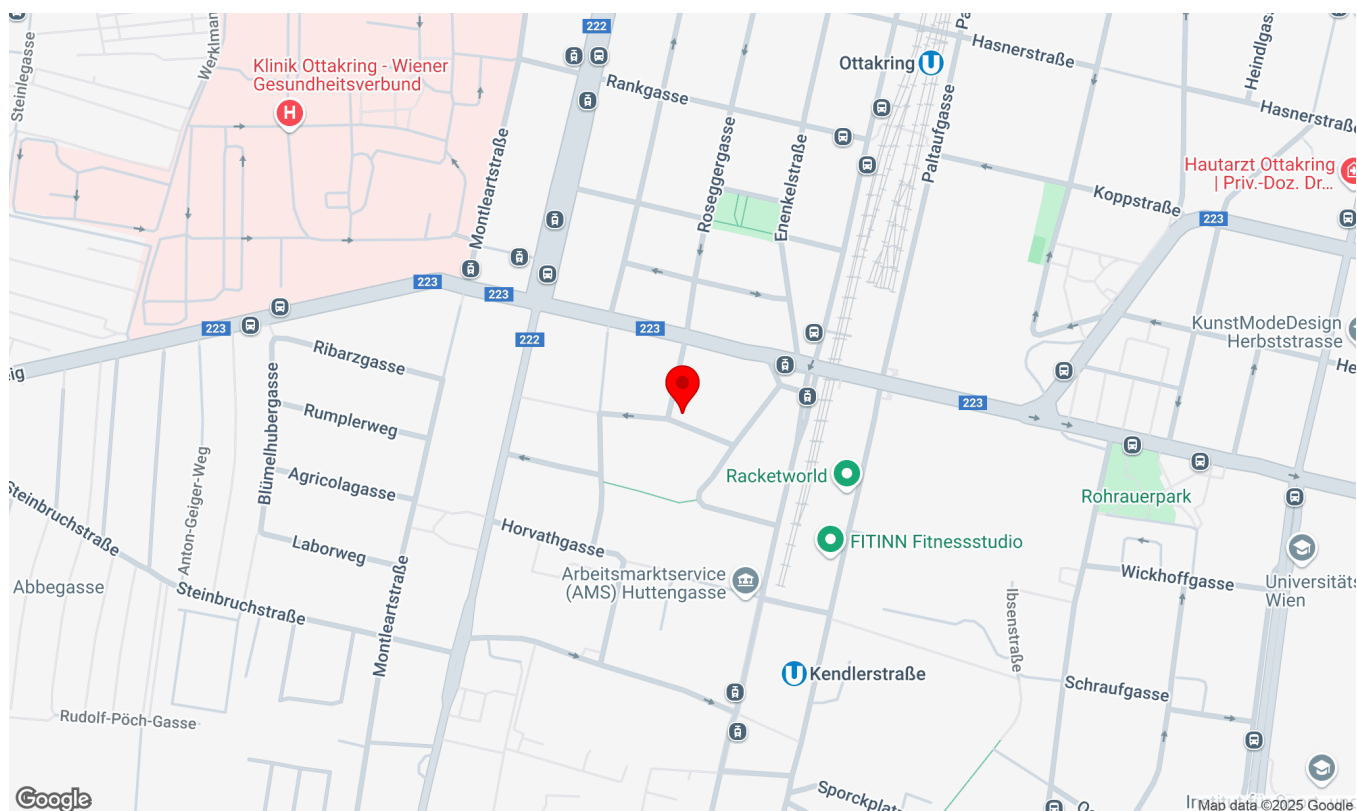 222
Hasnerstraße
Heindlgasse
Steinlegasse
Klinik Ottakring - Wiener
Gesundheitsverbund
H
Ottakring
U
Rankgasse
Hasnerstraße
Montleartstraße
Roseggergasse
Enenkelstraße
Paltaufgasse
Hautarzt Ottakring
| Priv.-Doz. Dr...
Koppstraße
223
223
223
223
223
222
KunstModeDesign
Herbststrasse
Ribarzgasse
Rumplerweg
Blümelhubergasse
Anton-Geiger-Weg
Agricolagasse
223
Racketworld
Rohrauerpark
Steinbruchstraße
Laborweg
Horvathgasse
FITINN Fitnessstudio
Arbeitsmarktservice
(AMS) Huttengasse
Wickhoffgasse
Universitäts
Wien
Abbegasse
Steinbruchstraße
Montleartstraße
Ibsenstraße
U
Kendlerstraße
Schraufgasse
Rudolf-Pöch-Gasse
Sporckplatz
Google
Map data ©2025 Google